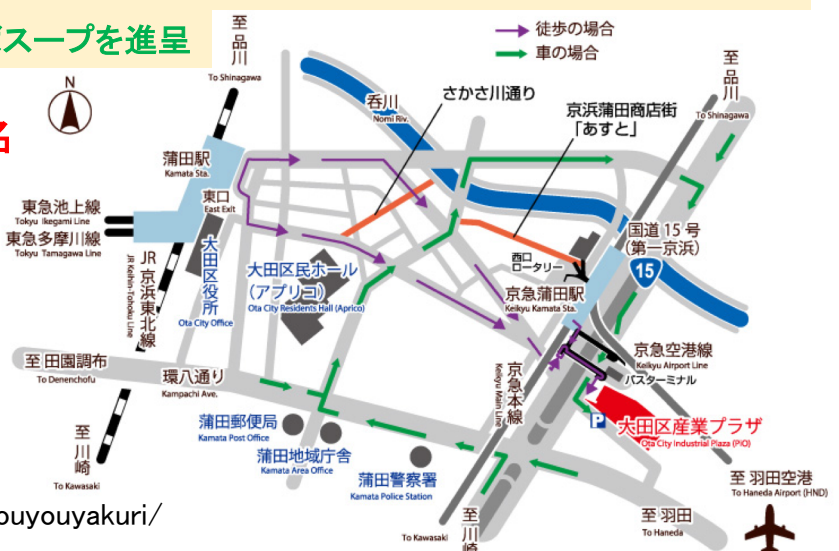 スープを進呈
名
N
徒歩の場合
車の場合
至品川
To Shinagawa
至品川
To Shinagawa
呑川
Nomi Riv.
さかさ川通り
京浜蒲田商店街
「あすと」
蒲田駅
Kamata Sta.
東口
East Exit
東急池上線
Tokyu Ikegami Line
東急多摩川線
Tokyu Tamagawa Line
JR京浜東北線
JR Keihin-Tohoku Line
大田区役所
Ota City Office
大田区民ホール
（アプリコ）
Ota City Residents Hall (Aprico)
西口
ロータリー
国道15号
（第一京浜）
15
京急蒲田駅
Keikyu Kamata Sta.
京急空港線
Keikyu Airport Line
バスターミナル
京急本線
Keikyu Main Line
至 田園調布
To Denenchofu
環八通り
Kampachi Ave.
P
大田区産業プラザ
Ota City Industrial Plaza (PiO)
蒲田郵便局
Kamata Post Office
蒲田地域庁舎
Kamata Area Office
蒲田警察署
Kamata Police Station
至川崎
To Kawasaki
To Kawasaki
至川崎
至 羽田
To Haneda
至 羽田空港
To Haneda Airport (HND)
ouyouyakuri/